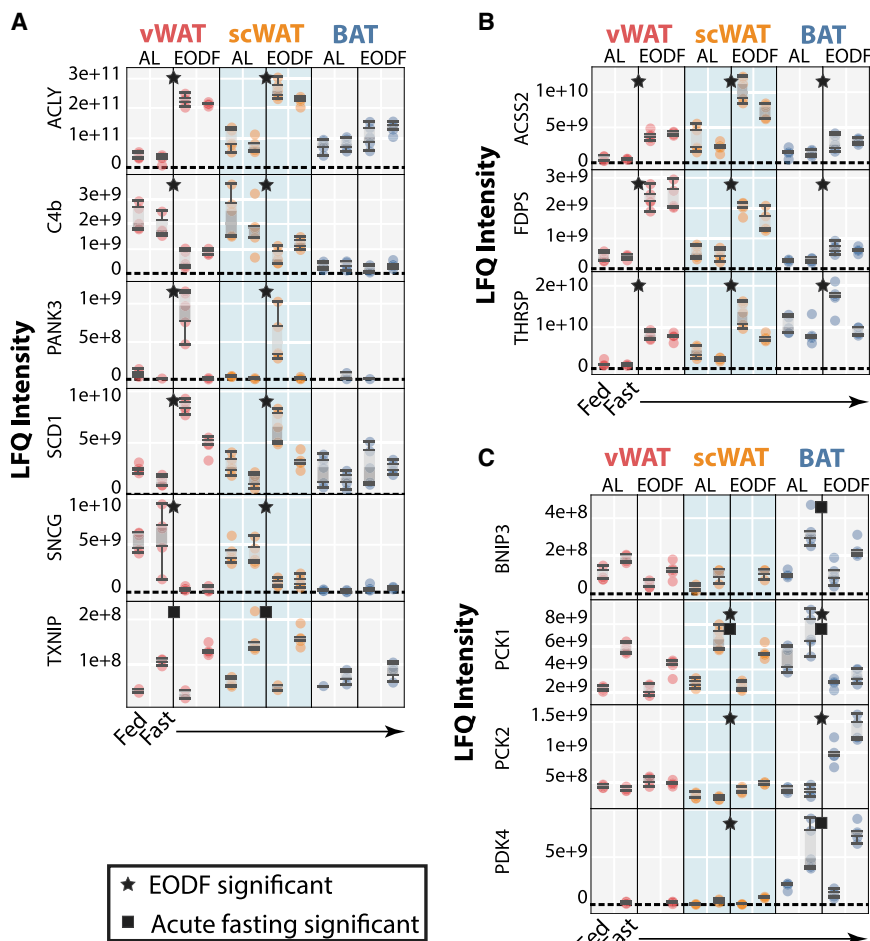 A
vWAT scWAT BAT
AL EODF AL EODF AL EODF
LFQ Intensity
ACLY
3e+11
2e+11
1e+11
0
C4b
3e+9
2e+9
1e+9
0
PANK3
1e+9
5e+8
0
SCD1
1e+10
5e+9
0
SNCG
1e+10
5e+9
0
TXNIP
2e+8
1e+8
Fed
Fast
★ EODF significant
■ Acute fasting significant
B
vWAT scWAT BAT
AL EODF AL EODF AL EODF
LFQ Intensity
ACSS2
1e+10
5e+9
0
FDPS
3e+9
2e+9
1e+9
0
THRSP
2e+10
1e+10
0
Fed
Fast
C
vWAT scWAT BAT
AL EODF AL EODF AL EODF
LFQ Intensity
BNIP3
4e+8
2e+8
0
PCK1
8e+9
6e+9
4e+9
2e+9
PCK2
1.5e+9
1e+9
5e+8
PDK4
5e+9
0
Fed
Fast